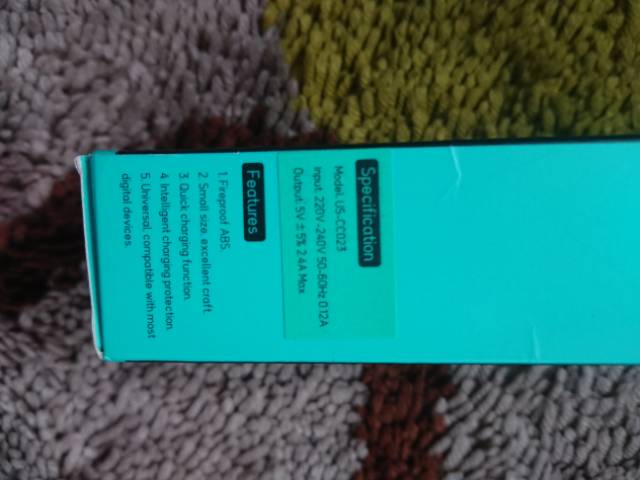 Specification
Model: US-CC023
Input: 220V-240V 50-60Hz 0.12A
Output: 5V ± 5% 2.4A Max
Features
1. Fireproof ABS.
2. Small size, excellent craft.
3. Quick charging function.
4. Intelligent charging protection.
5. Universal, compatible with most
digital devices.